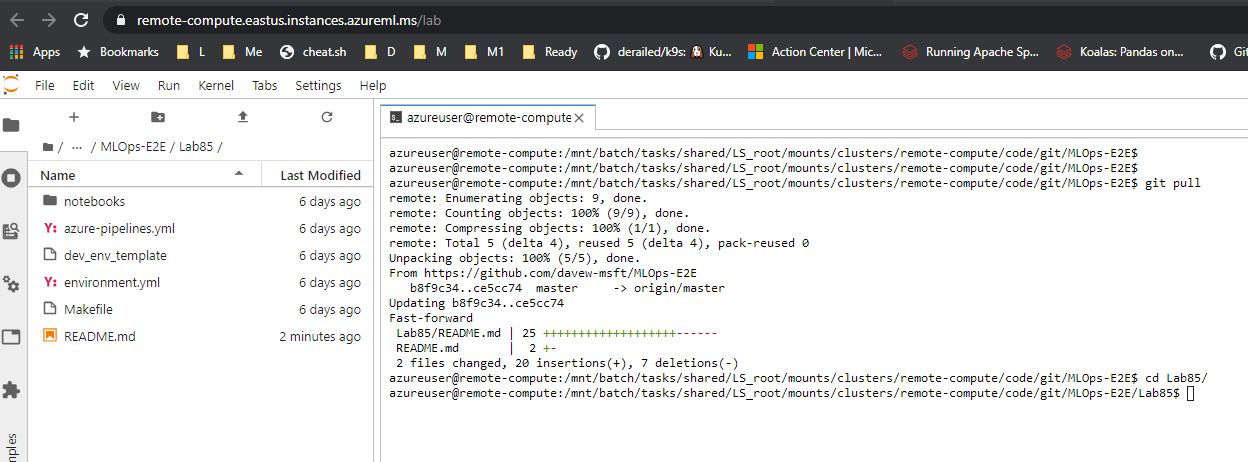 remote-compute.eastus.instances.azureml.ms/lab
Apps Bookmarks L Me cheat.sh D M M1 Ready derailed/k9s: Ku... Action Center | Mic... Running Apache Sp... Koalas: Pandas on... Git
File Edit View Run Kernel Tabs Settings Help
azureuser@remote-compute
/ ... / MLOps-E2E / Lab85 /
Name Last Modified
notebooks 6 days ago
Y: azure-pipelines.yml 6 days ago
dev_env_template 6 days ago
Y: environment.yml 6 days ago
Makefile 6 days ago
README.md 2 minutes ago
mples
azureuser@remote-compute:/mnt/batch/tasks/shared/LS_root/mounts/clusters/remote-compute/code/git/MLOps-E2E$
azureuser@remote-compute:/mnt/batch/tasks/shared/LS_root/mounts/clusters/remote-compute/code/git/MLOps-E2E$
azureuser@remote-compute:/mnt/batch/tasks/shared/LS_root/mounts/clusters/remote-compute/code/git/MLOps-E2E$ git pull
remote: Enumerating objects: 9, done.
remote: Counting objects: 100% (9/9), done.
remote: Compressing objects: 100% (1/1), done.
remote: Total 5 (delta 4), reused 5 (delta 4), pack-reused 0
Unpacking objects: 100% (5/5), done.
From https://github.com/davew-msft/MLOps-E2E
b8f9c34..ce5cc74 master -> origin/master
Updating b8f9c34..ce5cc74
Fast-forward
Lab85/README.md | 25 +++++++++++++++++++------
README.md | 2 +-
2 files changed, 20 insertions(+), 7 deletions(-)
azureuser@remote-compute:/mnt/batch/tasks/shared/LS_root/mounts/clusters/remote-compute/code/git/MLOps-E2E$ cd Lab85/
azureuser@remote-compute:/mnt/batch/tasks/shared/LS_root/mounts/clusters/remote-compute/code/git/MLOps-E2E/Lab85$